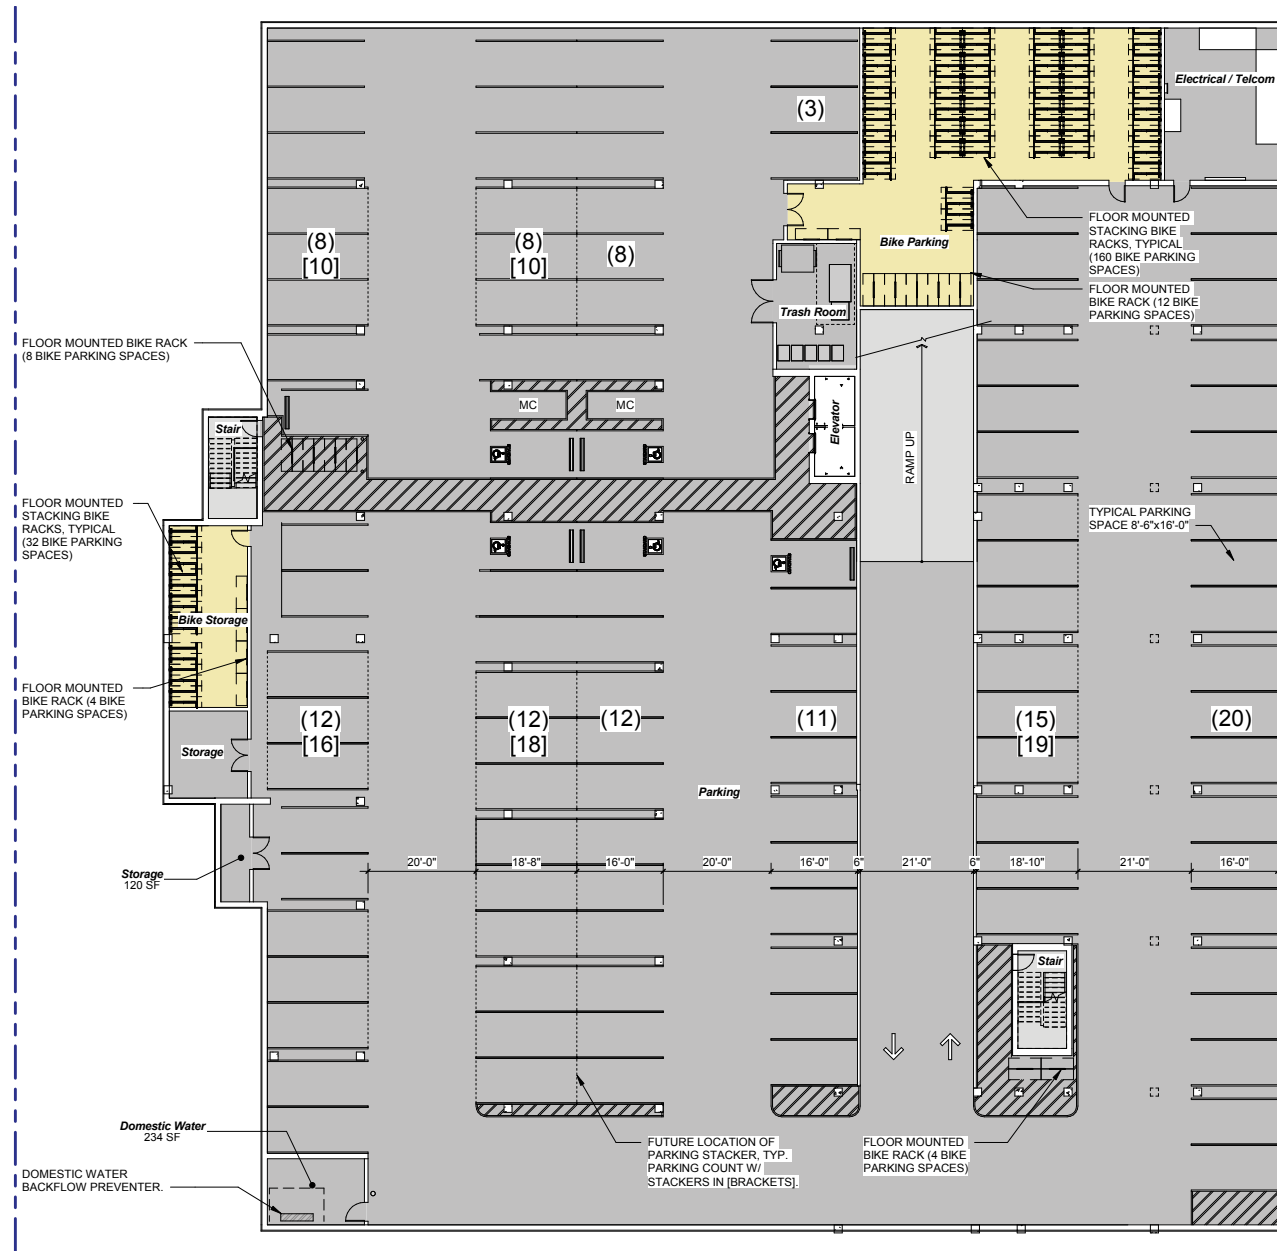 Electrical / Telcom
(3)
FLOOR MOUNTED
STACKING BIKE
RACKS, TYPICAL
(160 BIKE PARKING
SPACES)
Bike Parking
(8)
[10]
(8)
[10]
(8)
FLOOR MOUNTED
BIKE RACK (12 BIKE
PARKING SPACES)
Trash Room
FLOOR MOUNTED BIKE RACK
(8 BIKE PARKING SPACES)
MC
MC
Elevator
Stair
RAMP UP
FLOOR MOUNTED
STACKING BIKE
RACKS, TYPICAL
(32 BIKE PARKING
SPACES)
TYPICAL PARKING
SPACE 8'-6"x16'-0"
Bike Storage
FLOOR MOUNTED
BIKE RACK (4 BIKE
PARKING SPACES)
(12)
[16]
(12)
[18]
(12)
(11)
(15)
[19]
(20)
Storage
Parking
20'-0"
18'-8"
16'-0"
20'-0"
16'-0"
6"
21'-0"
6"
18'-10"
21'-0"
16'-0"
Storage
120 SF
Stair
Domestic Water
234 SF
FUTURE LOCATION OF
PARKING STACKER, TYP.
PARKING COUNT W/
STACKERS IN [BRACKETS].
FLOOR MOUNTED
BIKE RACK (4 BIKE
PARKING SPACES)
DOMESTIC WATER
BACKFLOW PREVENTER.